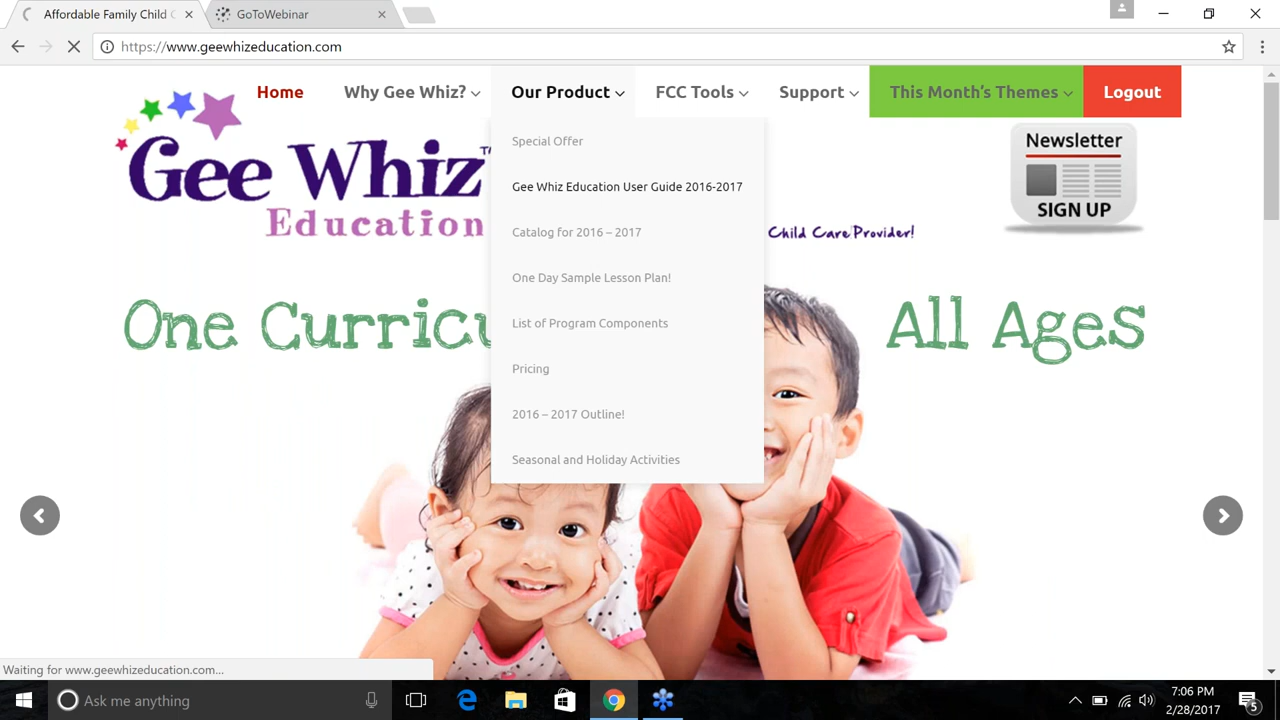 Affordable Family Child C
GoToWebinar
https://www.geewhizeducation.com
Home
Why Gee Whiz?
Our Product
FCC Tools
Support
This Month's Themes
Logout
Gee Whiz™
Education
Special Offer
Gee Whiz Education User Guide 2016-2017
Catalog for 2016 – 2017
One Day Sample Lesson Plan!
List of Program Components
Pricing
2016 – 2017 Outline!
Seasonal and Holiday Activities
Newsletter
SIGN UP
Child Care Provider!
One Curricu
All Ages
Waiting for www.geewhizeducation.com...
Ask me anything
7:06 PM
2/28/2017
5